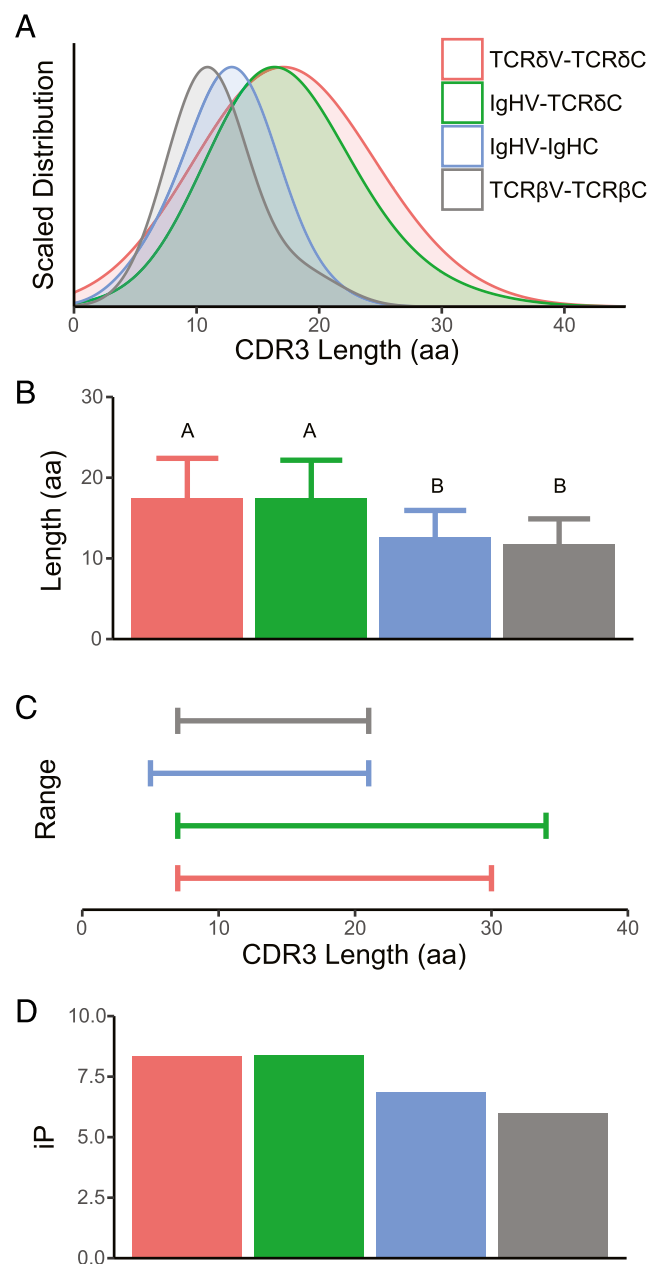 A
TCRδV-TCRδC
IgHV-TCRδC
IgHV-IgHC
TCRβV-TCRβC
Scaled Distribution
0 10 20 30 40
CDR3 Length (aa)
B
30
20
10
0
Length (aa)
A A B B
C
Range
0 10 20 30 40
CDR3 Length (aa)
D
10.0
7.5
5.0
2.5
0.0
iP